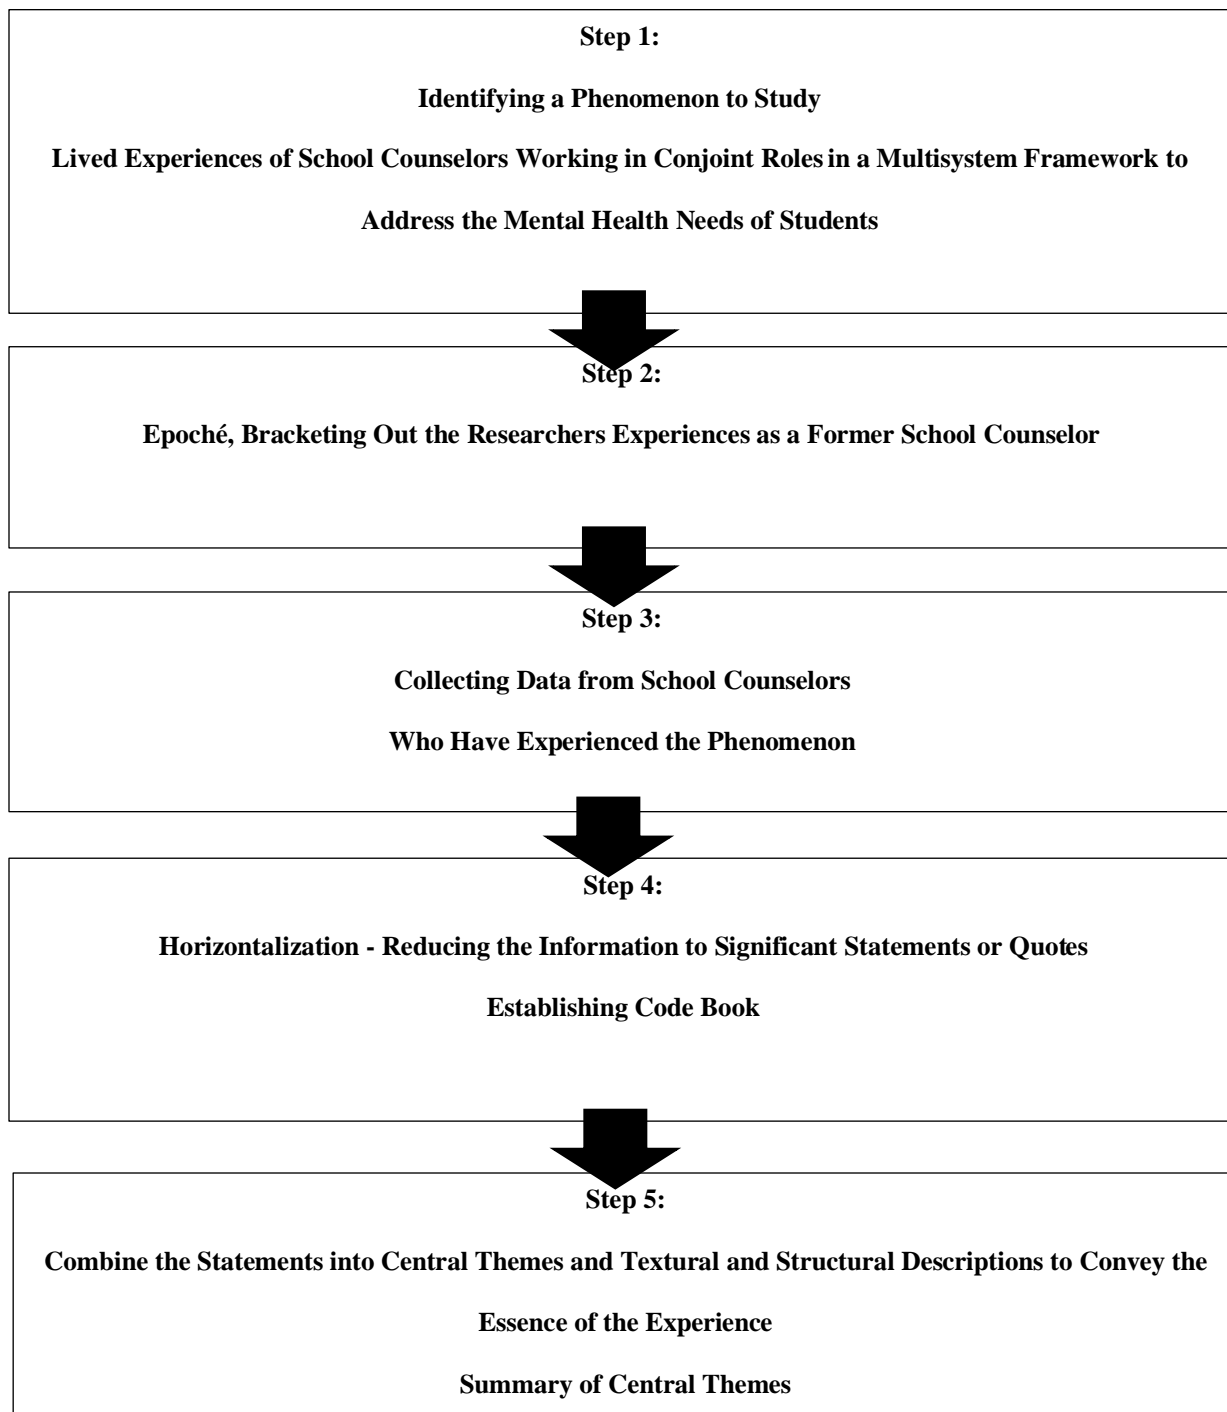 Step 1:
Identifying a Phenomenon to Study
Lived Experiences of School Counselors Working in Conjoint Roles in a Multisystem Framework to
Address the Mental Health Needs of Students
Step 2:
Epoché, Bracketing Out the Researchers Experiences as a Former School Counselor
Step 3:
Collecting Data from School Counselors
Who Have Experienced the Phenomenon
Step 4:
Horizontalization - Reducing the Information to Significant Statements or Quotes
Establishing Code Book
Step 5:
Combine the Statements into Central Themes and Textural and Structural Descriptions to Convey the
Essence of the Experience
Summary of Central Themes